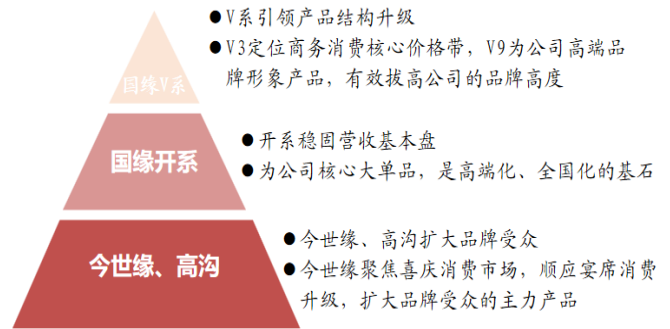 ●V系引领产品结构升级
●V3定位商务消费核心价格带，V9为公司高端品
牌形象产品，有效拔高公司的品牌高度
国缘V系
●开系稳固营收基本盘
国缘开系
●为公司核心大单品，是高端化、全国化的基石
●今世缘、高沟扩大品牌受众
今世缘、高沟
●今世缘聚焦喜庆消费市场，顺应宴席消费
升级，扩大品牌受众的主力产品